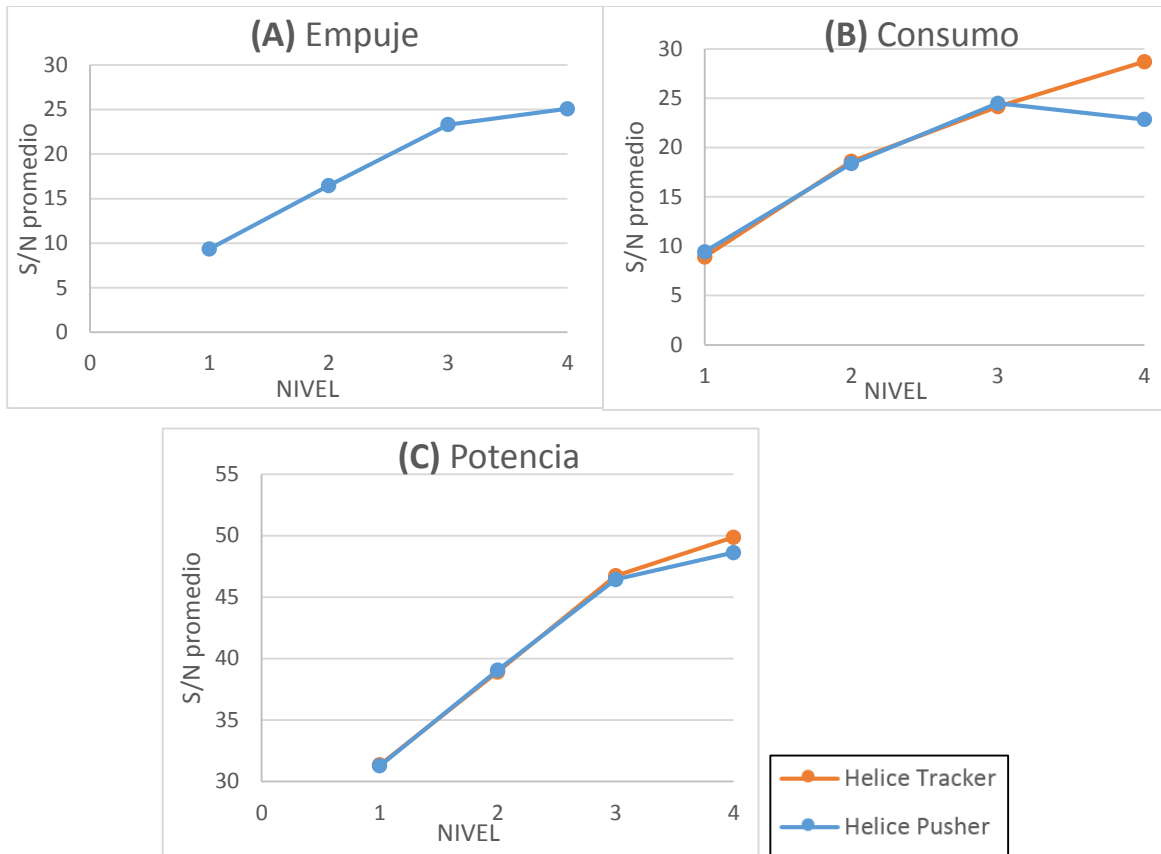 (A) Empuje
S/N promedio
30
25
20
15
10
5
0
0 1 2 3 4
NIVEL
(B) Consumo
S/N promedio
30
25
20
15
10
5
0
1 2 3 4
NIVEL
(C) Potencia
S/N promedio
55
50
45
40
35
30
0 1 2 3 4
NIVEL
Helice Tracker
Helice Pusher